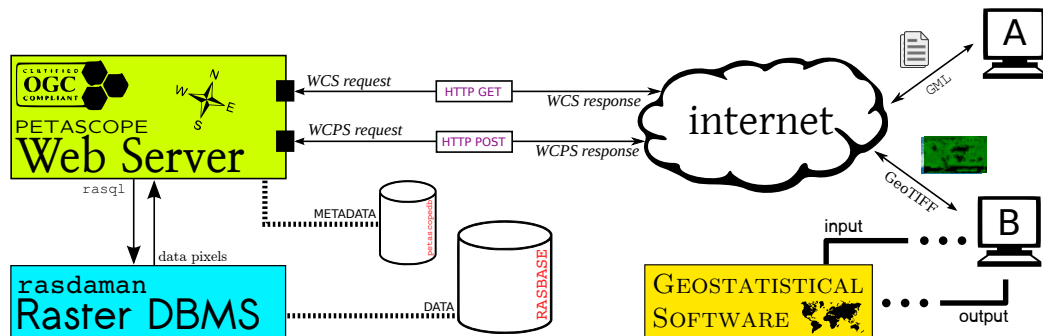 CERTIFIED
OGC
COMPLIANT
N
W
E
S
PETASCOPE
Web Server
WCS request
HTTP GET
WCS response
WCPS request
HTTP POST
WCPS response
internet
GML
A
GeoTIFF
B
rasql
data pixels
METADATA
petascopedb
DATA
RASBASE
rasdaman
Raster DBMS
input
GEOSTATISTICAL
SOFTWARE
output